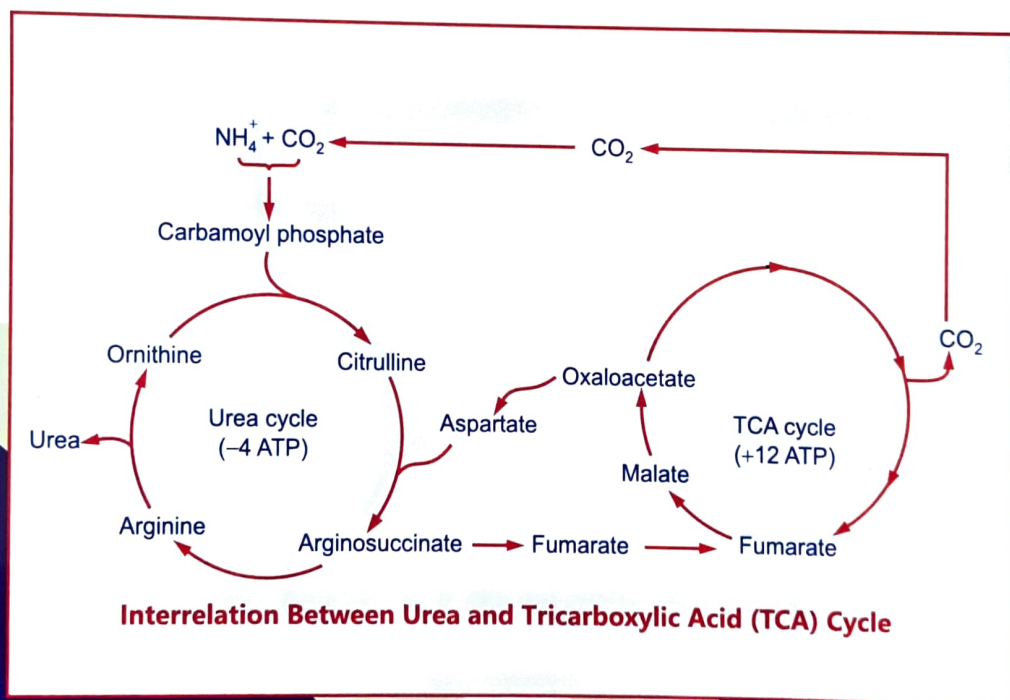 NH₄⁺ + CO₂
CO₂
Carbamoyl phosphate
CO₂
Ornithine
Citrulline
Oxaloacetate
Urea cycle
(–4 ATP)
Aspartate
TCA cycle
(+12 ATP)
Urea
Malate
Arginine
Arginosuccinate
Fumarate
Fumarate
Interrelation Between Urea and Tricarboxylic Acid (TCA) Cycle